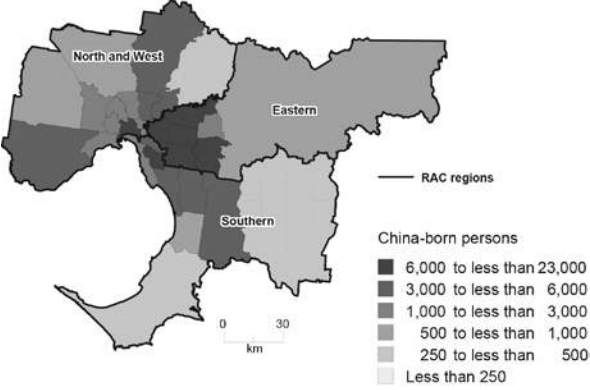 North and West
Eastern
RAC regions
Southern
China-born persons
6,000 to less than 23,000
3,000 to less than 6,000
1,000 to less than 3,000
500 to less than 1,000
250 to less than 500
Less than 250
0 30
km